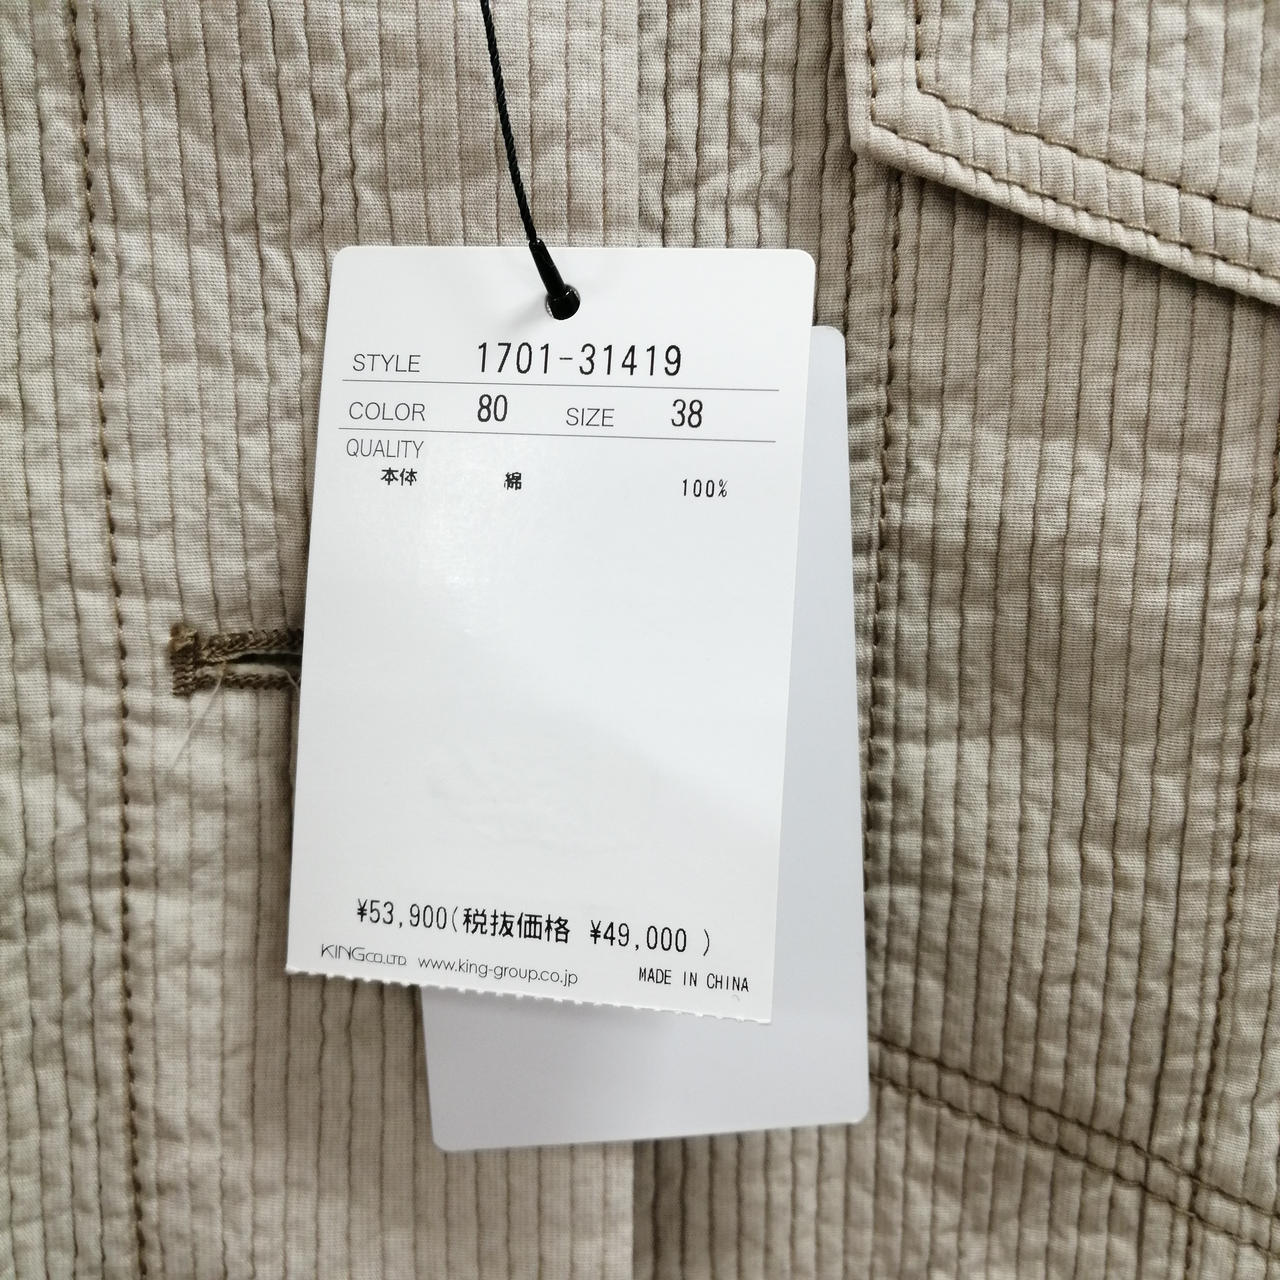 STYLE 1701-31419
COLOR 80 SIZE 38
QUALITY
本体 綿 100%
¥53,900(税抜価格 ¥49,000 )
KING CO.,LTD. www.king-group.co.jp MADE IN CHINA